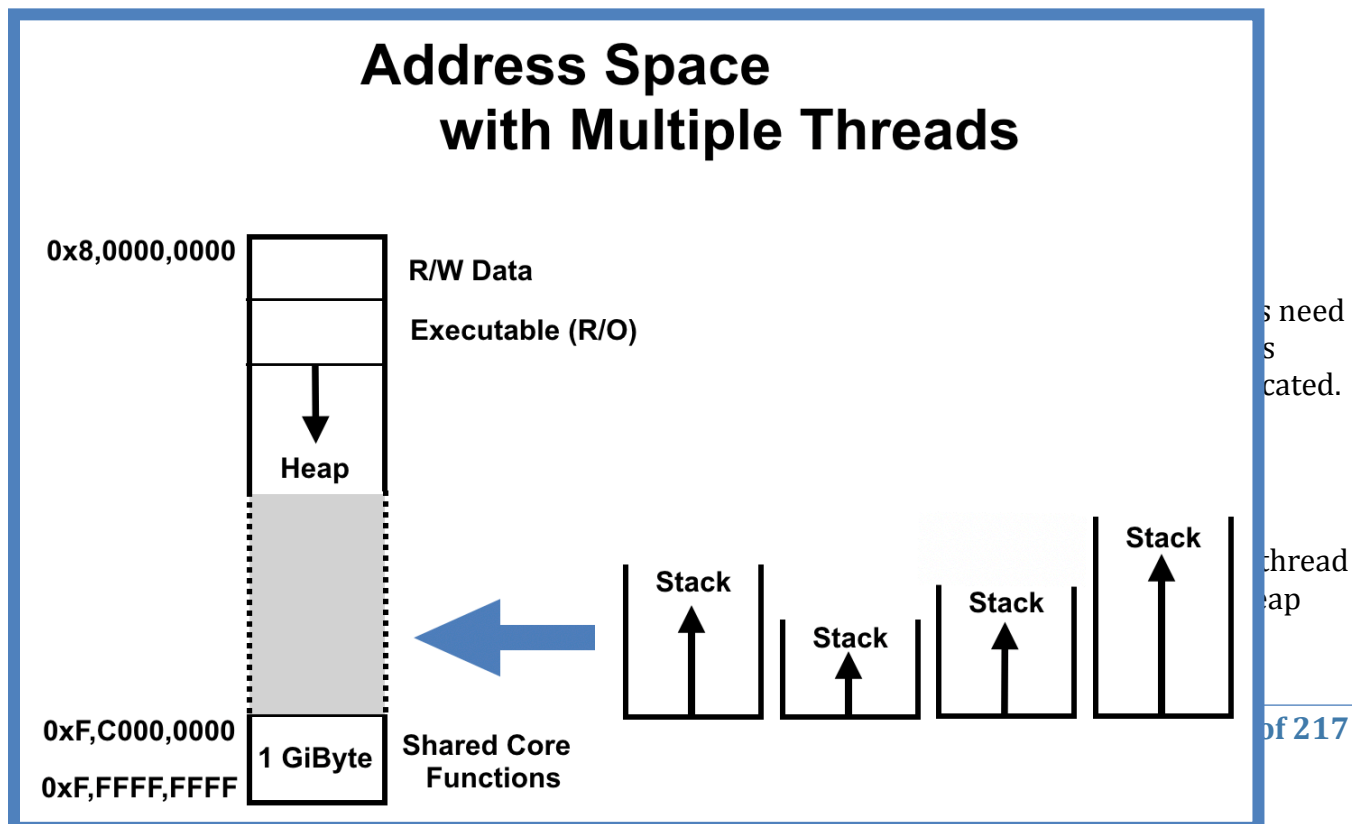 Address Space
with Multiple Threads
0x8,0000,0000
R/W Data
Executable (R/O)
Heap
Stack
Stack
Stack
Stack
0xF,C000,0000
1 GiByte
Shared Core
Functions
0xF,FFFF,FFFF
need
cated.
thread
of 217